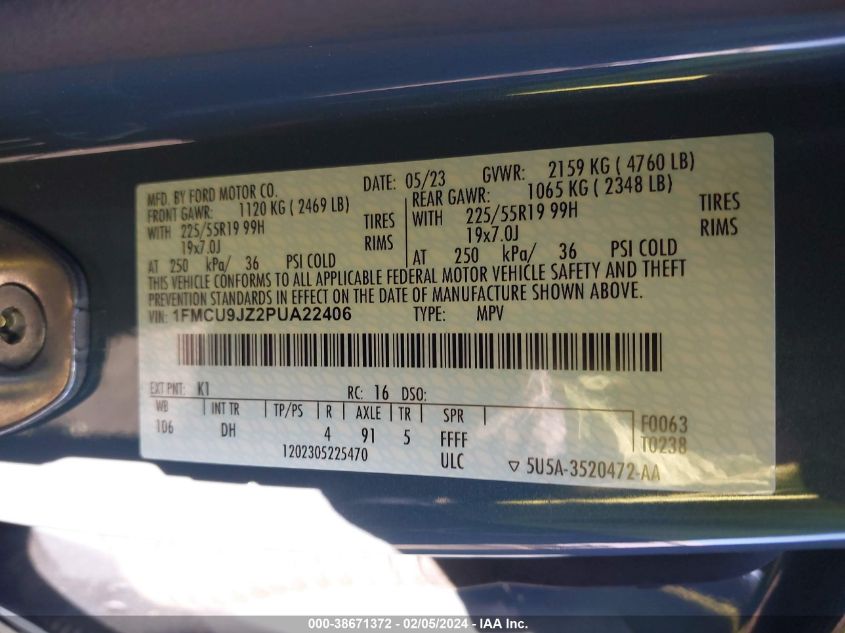 MFD. BY FORD MOTOR CO. DATE: 05/23 GVWR: 2159 KG ( 4760 LB)
FRONT GAWR: 1120 KG ( 2469 LB) REAR GAWR: 1065 KG ( 2348 LB)
WITH 225/55R19 99H TIRES WITH 225/55R19 99H TIRES
19x7.0J RIMS 19x7.0J RIMS
AT 250 kPa/ 36 PSI COLD AT 250 kPa/ 36 PSI COLD
THIS VEHICLE CONFORMS TO ALL APPLICABLE FEDERAL MOTOR VEHICLE SAFETY AND THEFT
PREVENTION STANDARDS IN EFFECT ON THE DATE OF MANUFACTURE SHOWN ABOVE.
VIN: 1FMCU9JZ2PUA22406 TYPE: MPV
EXT PNT: K1 RC: 16 DSO:
WB INT TR TP/PS R AXLE TR SPR
106 DH 4 91 5 FFFF
F0063
T0238
1202305225470 ULC ▽ 5U5A-3520472-AA
000-38671372 - 02/05/2024 - IAA Inc.